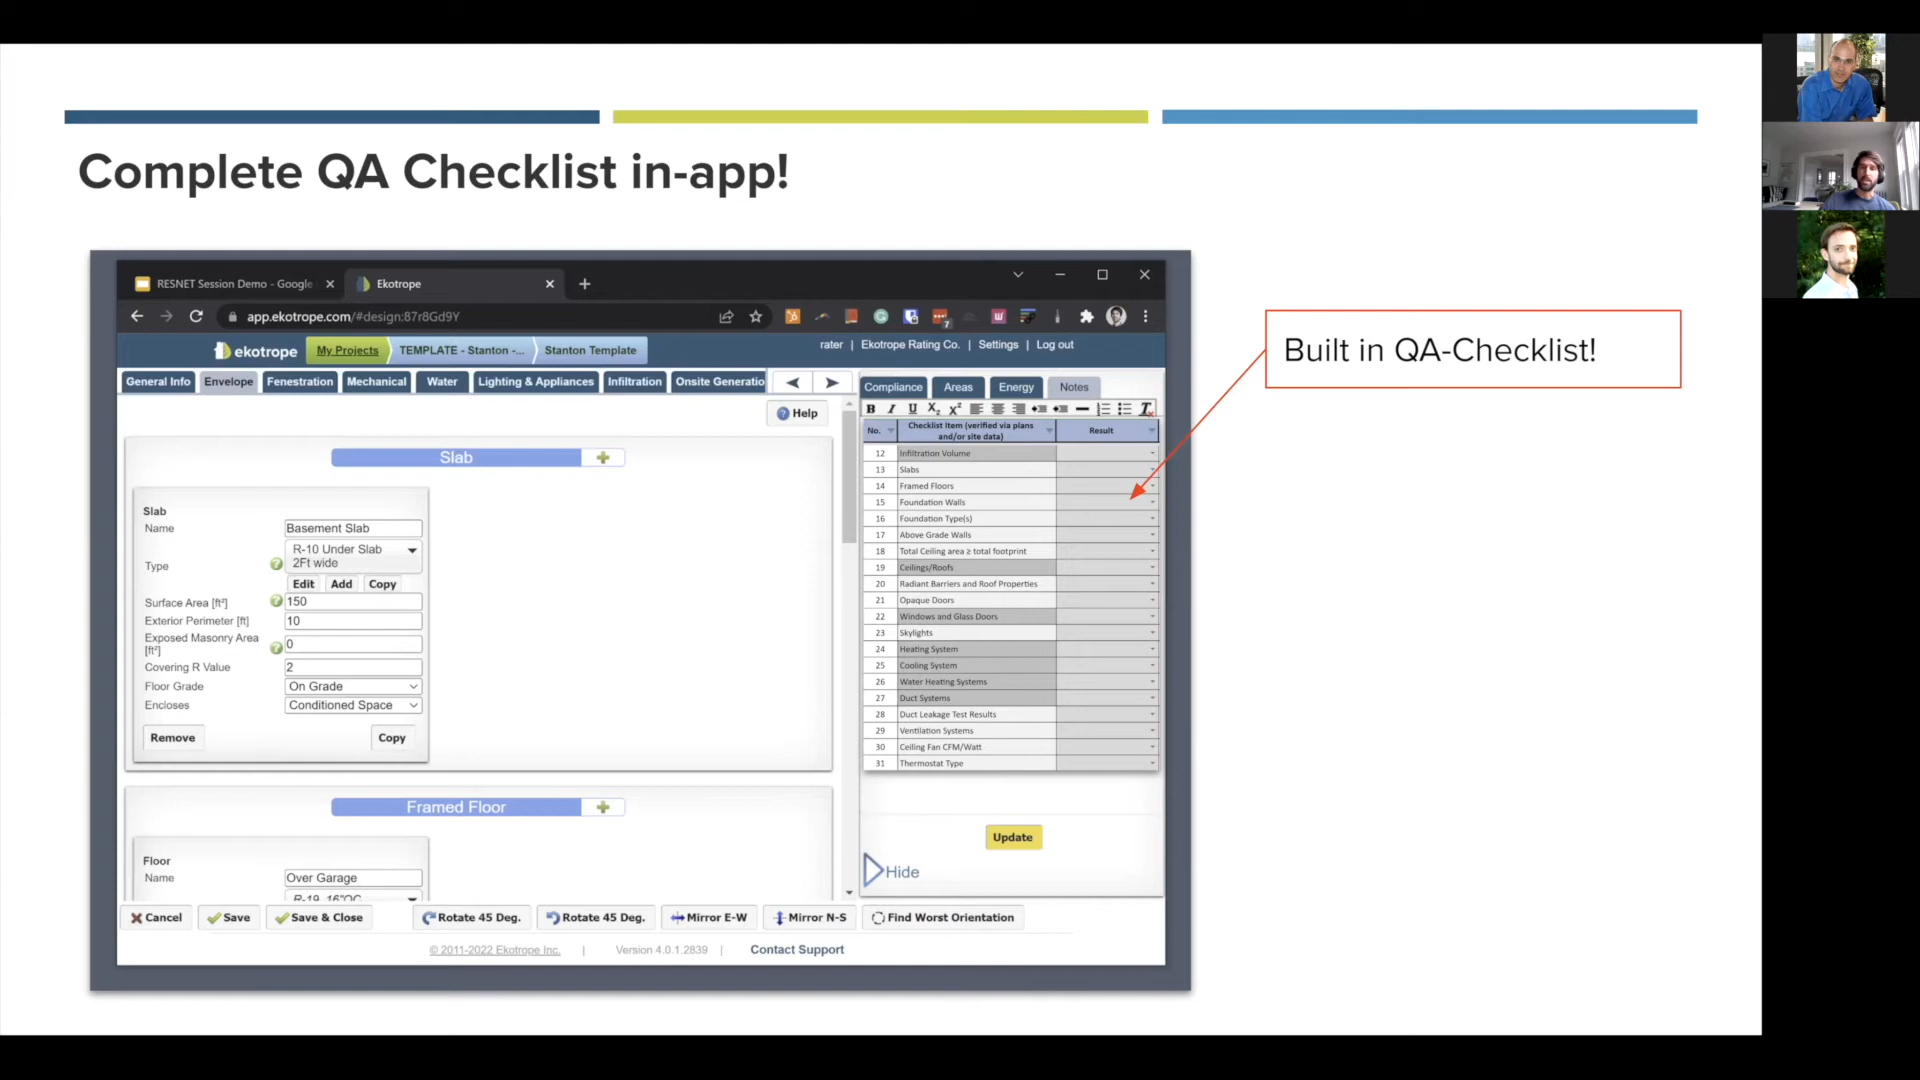 Complete QA Checklist in-app!
RESNET Session Demo - Google
Ekotrope
app.ekotrope.com/#design:87r8Gd9Y
7
ekotrope
My Projects
TEMPLATE - Stanton -...
Stanton Template
rater | Ekotrope Rating Co. | Settings | Log out
General Info
Envelope
Fenestration
Mechanical
Water
Lighting & Appliances
Infiltration
Onsite Generatio
Compliance
Areas
Energy
Notes
Help
Slab
Slab
Name
Basement Slab
Type
R-10 Under Slab
2Ft wide
Edit
Add
Copy
Surface Area [ft²]
150
Exterior Perimeter [ft]
10
Exposed Masonry Area
[ft²]
0
Covering R Value
2
Floor Grade
On Grade
Encloses
Conditioned Space
Remove
Copy
Framed Floor
Floor
Name
Over Garage
R-19, 16"OC
B I U X₂ X²
No.
Checklist Item (verified via plans
and/or site data)
Result
12 Infiltration Volume
13 Slabs
14 Framed Floors
15 Foundation Walls
16 Foundation Type(s)
17 Above Grade Walls
18 Total Ceiling area ≥ total footprint
19 Ceilings/Roofs
20 Radiant Barriers and Roof Properties
21 Opaque Doors
22 Windows and Glass Doors
23 Skylights
24 Heating System
25 Cooling System
26 Water Heating Systems
27 Duct Systems
28 Duct Leakage Test Results
29 Ventilation Systems
30 Ceiling Fan CFM/Watt
31 Thermostat Type
Update
Hide
Cancel
Save
Save & Close
Rotate 45 Deg.
Rotate 45 Deg.
Mirror E-W
Mirror N-S
Find Worst Orientation
© 2011-2022 Ekotrope Inc. | Version 4.0.1.2839 | Contact Support
Built in QA-Checklist!